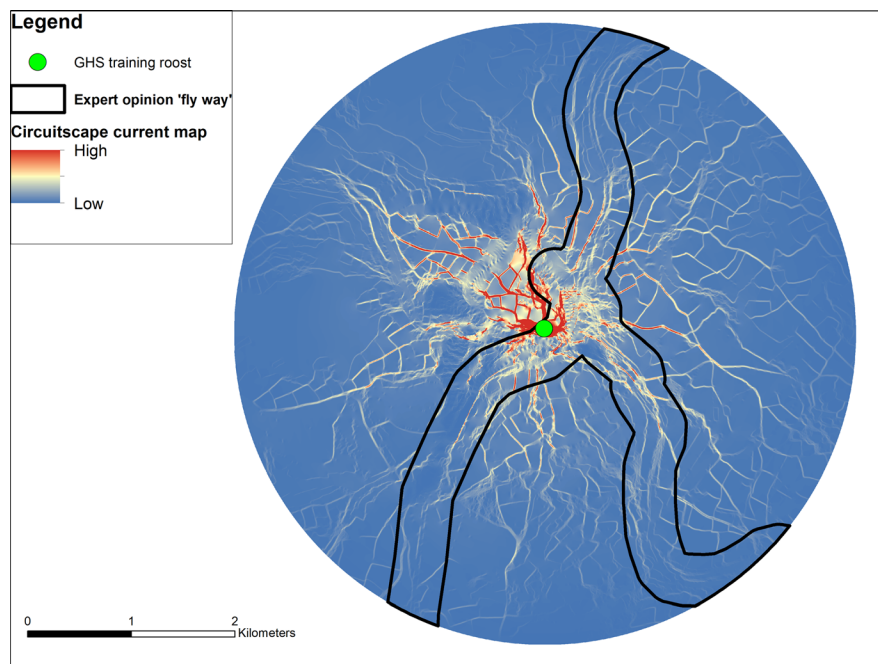 Legend
GHS training roost
Expert opinion 'fly way'
Circuitscape current map
High
Low
0 1 2
Kilometers